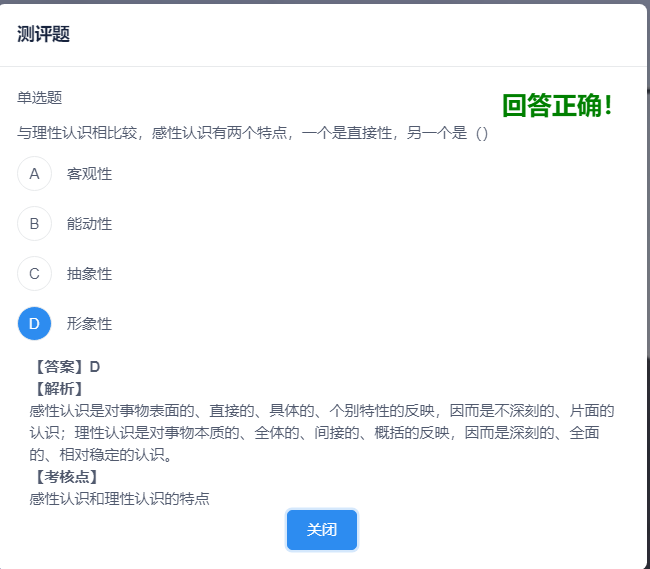 测评题
单选题
回答正确！
与理性认识相比较，感性认识有两个特点，一个是直接性，另一个是（）
A 客观性
B 能动性
C 抽象性
D 形象性
【答案】D
【解析】
感性认识是对事物表面的、直接的、具体的、个别特性的反映，因而是不深刻的、片面的
认识；理性认识是对事物本质的、全体的、间接的、概括的反映，因而是深刻的、全面
的、相对稳定的认识。
【考核点】
感性认识和理性认识的特点
关闭